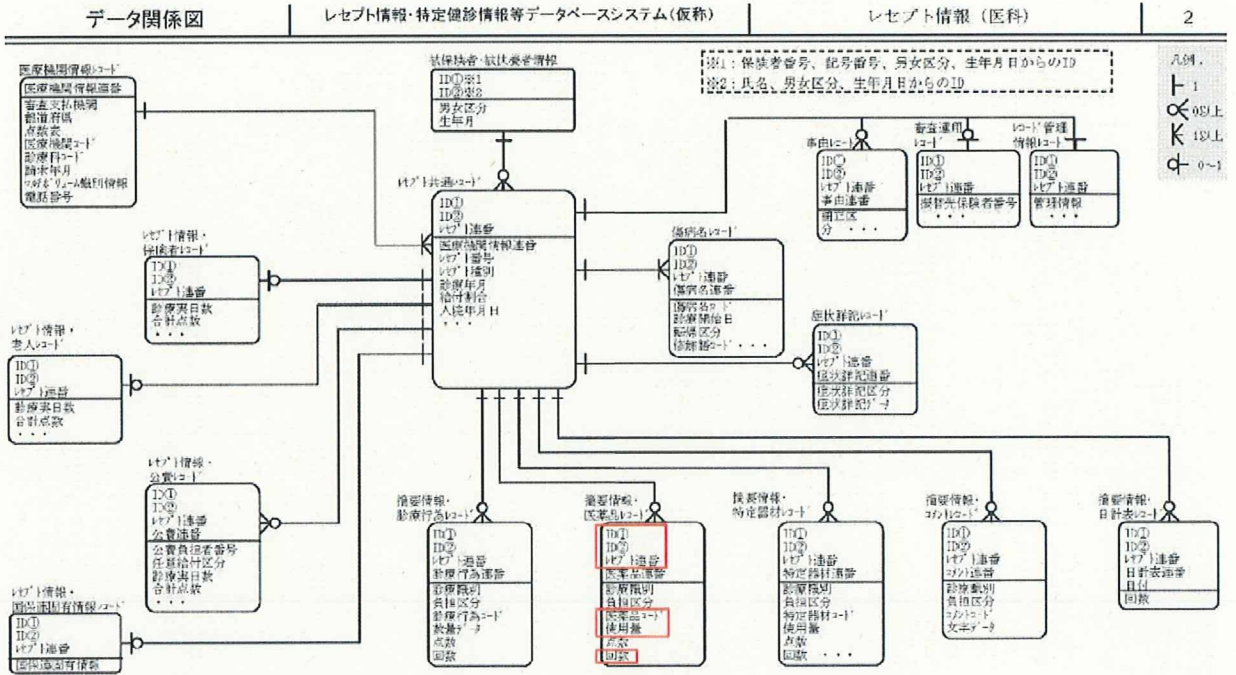 データ関係図
レセプト情報・特定健診情報等データベースシステム(仮称)
レセプト情報(医科)
2
※1:保険者番号、記号番号、男女区分、生年月日からのID
※2:氏名、男女区分、生年月日からのID
凡例.
1
0以上
1以上
0~1
医療機関情報レコード
医療機関情報連番
審査支払機関
都道府県
点数表
医療機関コード
診療科コード
請求年月
マルチボリューム識別情報
電話番号
被保険者・被扶養者情報
ID①※1
ID②※2
男女区分
生年月
レセプト共通レコード
ID①
ID②
レセプト連番
医療機関情報連番
レセプト番号
レセプト種別
診療年月
給付割合
入院年月日
・・・
事由レコード
ID①
ID②
レセプト連番
事由連番
補正区
分 ・・・
審査運用
レコード
ID①
ID②
レセプト連番
振替先保険者番号
・・・
レコード管理
情報レコード
ID①
ID②
レセプト連番
管理情報
・・・
レセプト情報・
保険者レコード
ID①
ID②
レセプト連番
診療実日数
合計点数
・・・
傷病名レコード
ID①
ID②
レセプト連番
傷病名連番
傷病名コード
診療開始日
転帰区分
修飾語コード ・・・
レセプト情報・
老人レコード
ID①
ID②
レセプト連番
診療実日数
合計点数
・・・
症状詳記レコード
ID①
ID②
レセプト連番
症状詳記連番
症状詳記区分
症状詳記データ
レセプト情報・
公費レコード
ID①
ID②
レセプト連番
公費連番
公費負担者番号
任意給付区分
診療実日数
合計点数
・・・
レセプト情報・
国保連固有情報レコード
ID①
ID②
レセプト連番
国保連固有情報
摘要情報・
診療行為レコード
ID①
ID②
レセプト連番
診療行為連番
診療識別
負担区分
診療行為コード
数量データ
点数
回数
摘要情報・
医薬品レコード
ID①
ID②
レセプト連番
医薬品連番
診療識別
負担区分
医薬品コード
使用量
点数
回数
摘要情報・
特定器材レコード
ID①
ID②
レセプト連番
特定器材連番
診療識別
負担区分
特定器材コード
使用量
点数
回数 ・・・
摘要情報・
コメントレコード
ID①
ID②
レセプト連番
コメント連番
診療識別
負担区分
コメントコード
文字データ
摘要情報・
日計表レコード
ID①
ID②
レセプト連番
日計表連番
日付
回数